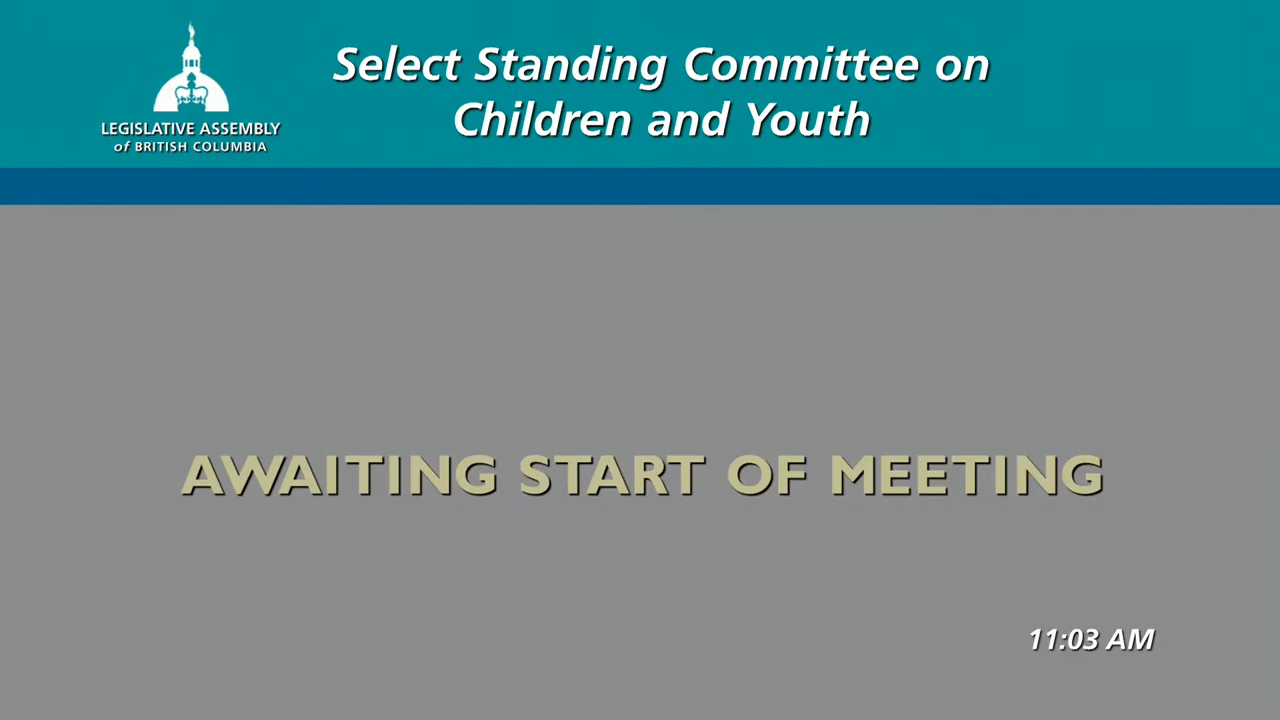 Select Standing Committee on
Children and Youth
LEGISLATIVE ASSEMBLY
of BRITISH COLUMBIA
AWAITING START OF MEETING
11:03 AM